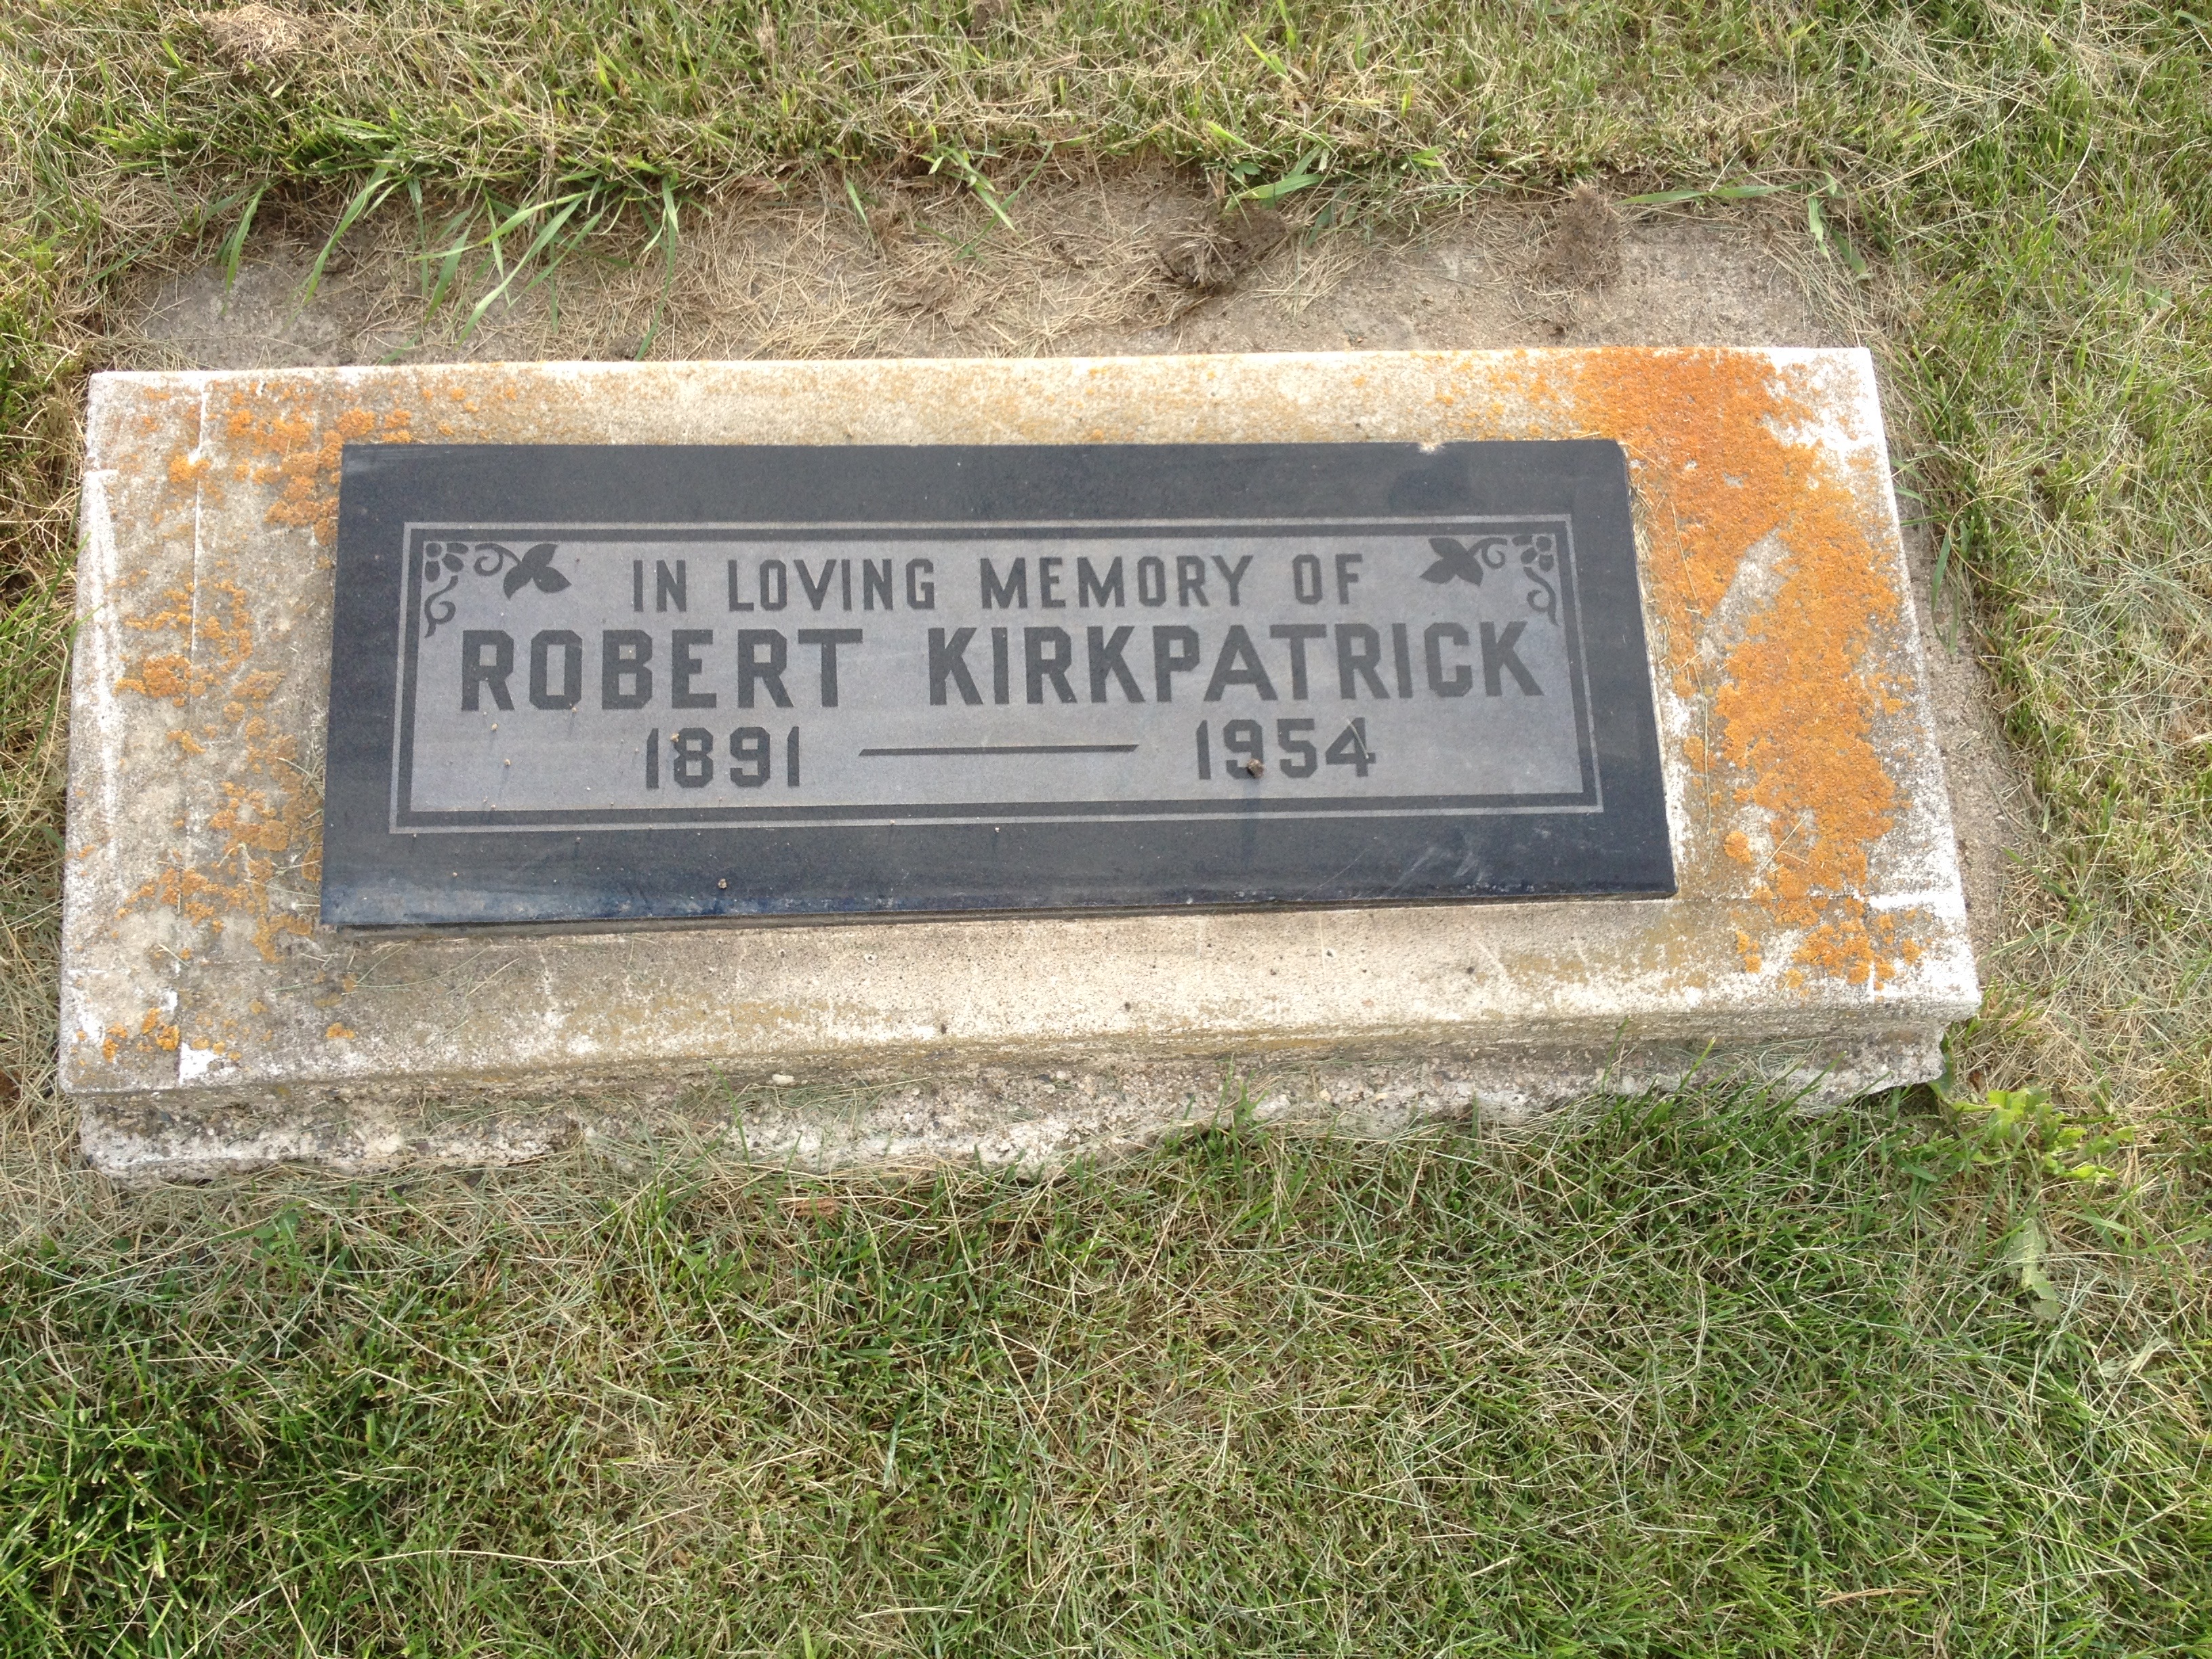 IN LOVING MEMORY OF
ROBERT KIRKPATRICK
1891 — 1954